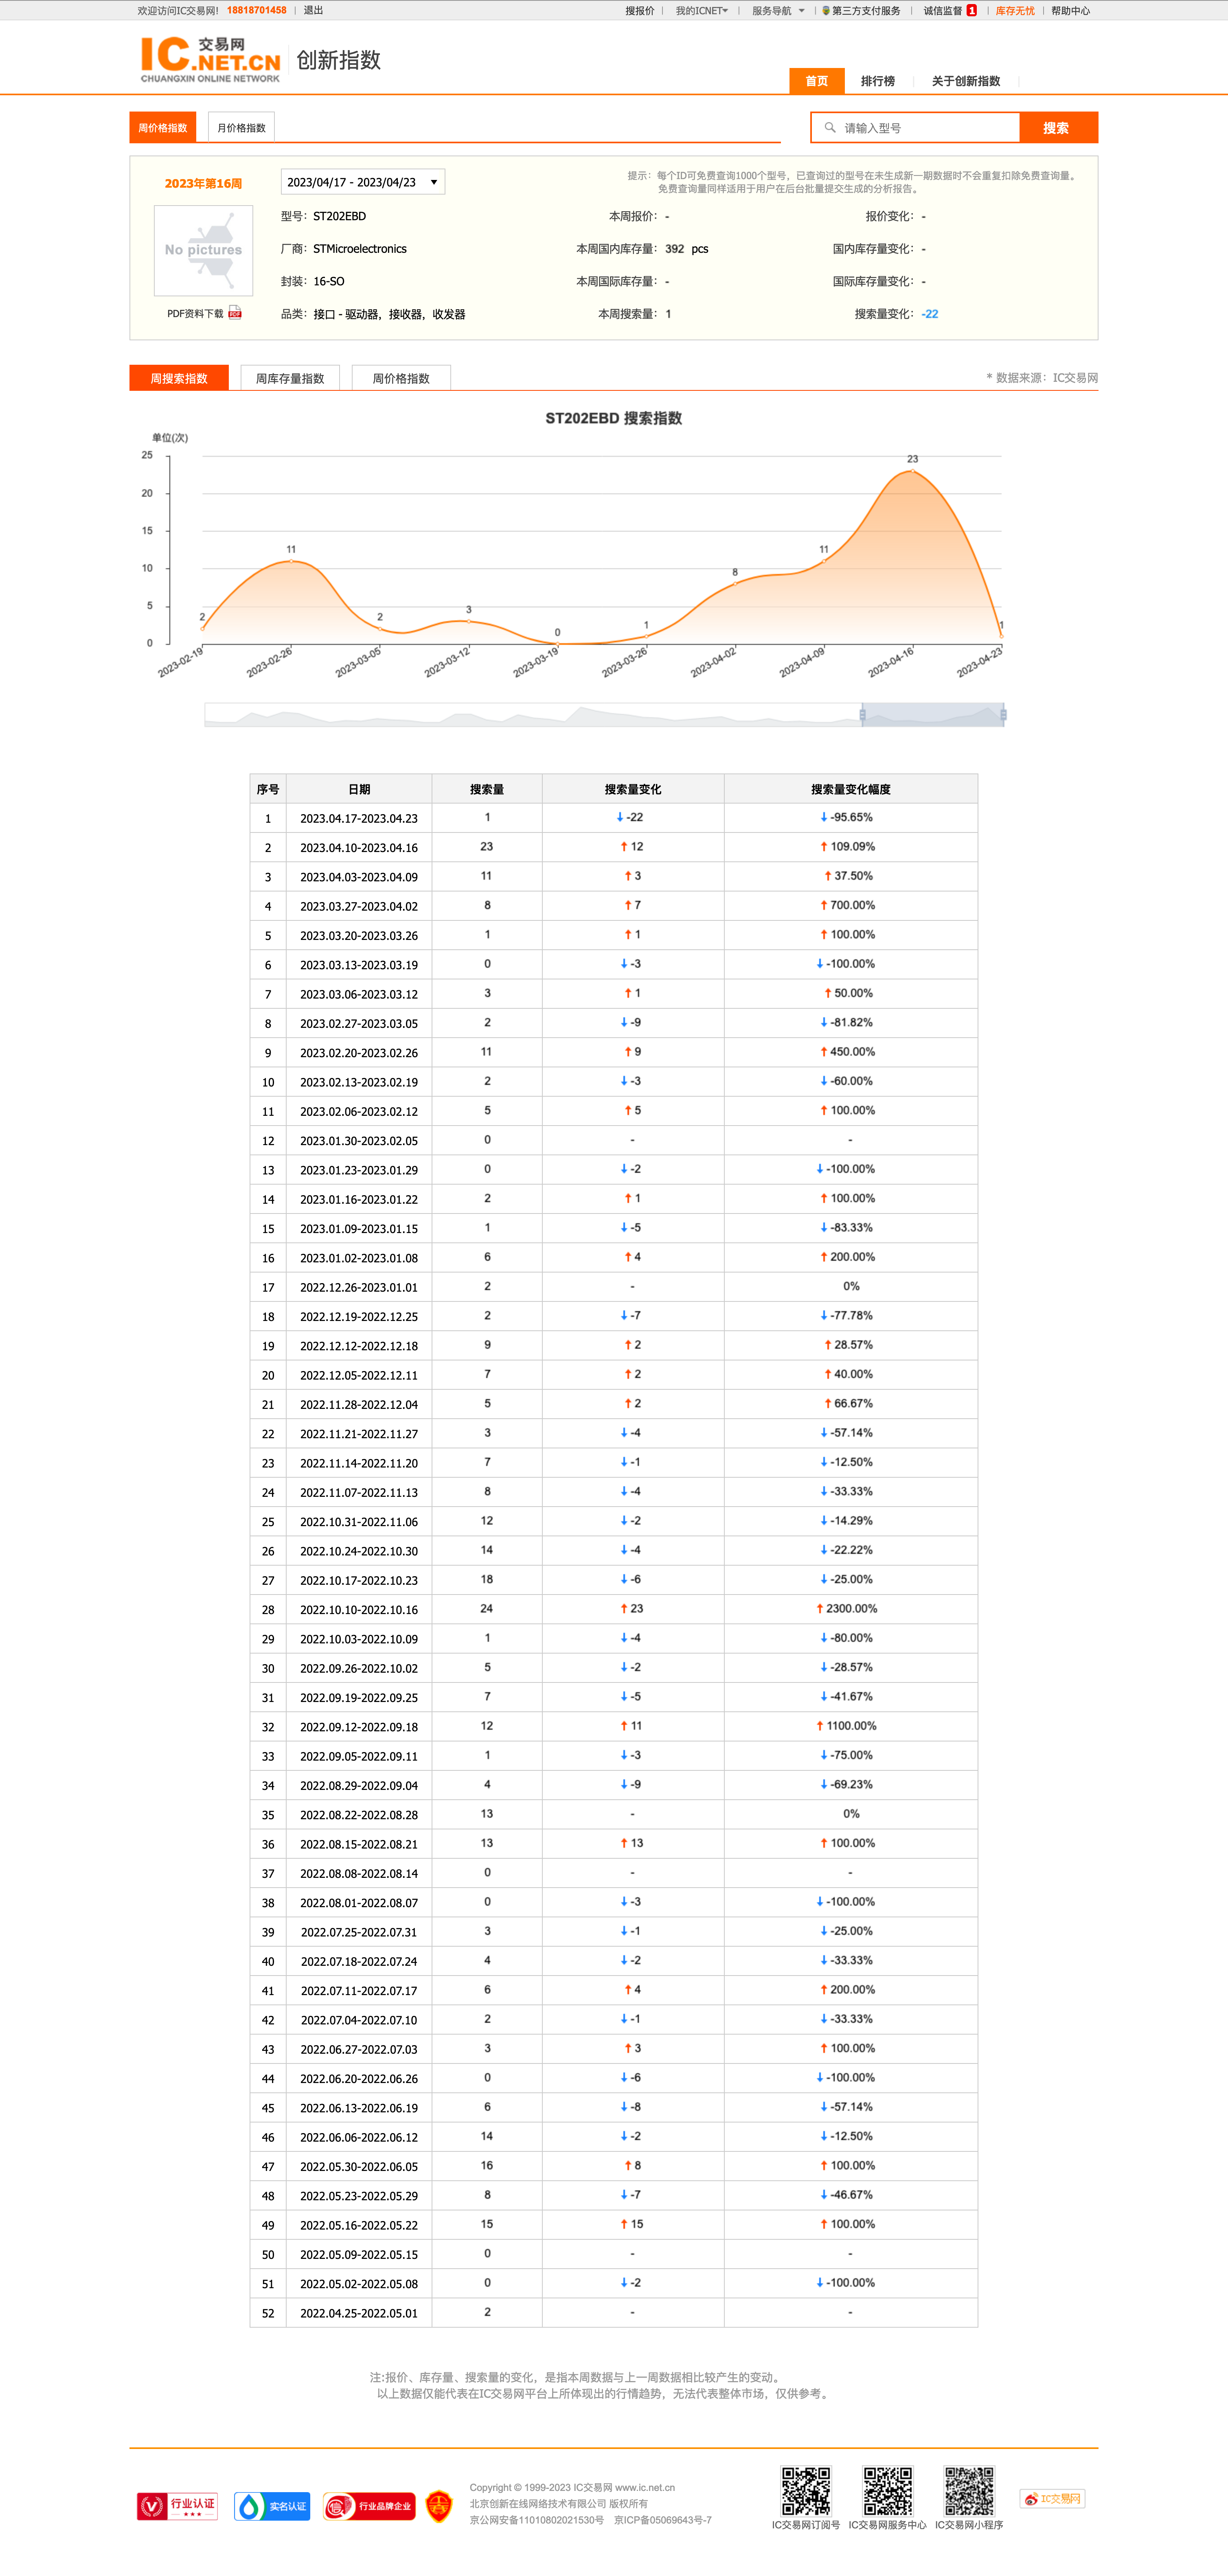 欢迎访问IC交易网! 18818701458 | 退出 搜报价 | 我的ICNET | 服务导航 | 第三方支付服务 | 诚信监督 1 | 库存无忧 | 帮助中心
IC交易网
.NET.CN
CHUANGXIN ONLINE NETWORK
创新指数
首页 排行榜 关于创新指数
周价格指数 月价格指数 请输入型号 搜索
2023年第16周 2023/04/17 - 2023/04/23
提示：每个ID可免费查询1000个型号，已查询过的型号在未生成新一期数据时不会重复扣除免费查询量。
免费查询量同样适用于用户在后台批量提交生成的分析报告。
No pictures
PDF资料下载
型号：ST202EBD 本周报价：- 报价变化：-
厂商：STMicroelectronics 本周国内库存量：392 pcs 国内库存量变化：-
封装：16-SO 本周国际库存量：- 国际库存量变化：-
品类：接口 - 驱动器，接收器，收发器 本周搜索量：1 搜索量变化：-22
周搜索指数 周库存量指数 周价格指数 * 数据来源：IC交易网
ST202EBD 搜索指数
单位(次)
25
20
15
10
5
0
2 11 2 3 0 1 8 11 23 1
2023-02-19 2023-02-26 2023-03-05 2023-03-12 2023-03-19 2023-03-26 2023-04-02 2023-04-09 2023-04-16 2023-04-23
序号 日期 搜索量 搜索量变化 搜索量变化幅度
1 2023.04.17-2023.04.23 1 ↓-22 ↓-95.65%
2 2023.04.10-2023.04.16 23 ↑12 ↑109.09%
3 2023.04.03-2023.04.09 11 ↑3 ↑37.50%
4 2023.03.27-2023.04.02 8 ↑7 ↑700.00%
5 2023.03.20-2023.03.26 1 ↑1 ↑100.00%
6 2023.03.13-2023.03.19 0 ↓-3 ↓-100.00%
7 2023.03.06-2023.03.12 3 ↑1 ↑50.00%
8 2023.02.27-2023.03.05 2 ↓-9 ↓-81.82%
9 2023.02.20-2023.02.26 11 ↑9 ↑450.00%
10 2023.02.13-2023.02.19 2 ↓-3 ↓-60.00%
11 2023.02.06-2023.02.12 5 ↑5 ↑100.00%
12 2023.01.30-2023.02.05 0 - -
13 2023.01.23-2023.01.29 0 ↓-2 ↓-100.00%
14 2023.01.16-2023.01.22 2 ↑1 ↑100.00%
15 2023.01.09-2023.01.15 1 ↓-5 ↓-83.33%
16 2023.01.02-2023.01.08 6 ↑4 ↑200.00%
17 2022.12.26-2023.01.01 2 - 0%
18 2022.12.19-2022.12.25 2 ↓-7 ↓-77.78%
19 2022.12.12-2022.12.18 9 ↑2 ↑28.57%
20 2022.12.05-2022.12.11 7 ↑2 ↑40.00%
21 2022.11.28-2022.12.04 5 ↑2 ↑66.67%
22 2022.11.21-2022.11.27 3 ↓-4 ↓-57.14%
23 2022.11.14-2022.11.20 7 ↓-1 ↓-12.50%
24 2022.11.07-2022.11.13 8 ↓-4 ↓-33.33%
25 2022.10.31-2022.11.06 12 ↓-2 ↓-14.29%
26 2022.10.24-2022.10.30 14 ↓-4 ↓-22.22%
27 2022.10.17-2022.10.23 18 ↓-6 ↓-25.00%
28 2022.10.10-2022.10.16 24 ↑23 ↑2300.00%
29 2022.10.03-2022.10.09 1 ↓-4 ↓-80.00%
30 2022.09.26-2022.10.02 5 ↓-2 ↓-28.57%
31 2022.09.19-2022.09.25 7 ↓-5 ↓-41.67%
32 2022.09.12-2022.09.18 12 ↑11 ↑1100.00%
33 2022.09.05-2022.09.11 1 ↓-3 ↓-75.00%
34 2022.08.29-2022.09.04 4 ↓-9 ↓-69.23%
35 2022.08.22-2022.08.28 13 - 0%
36 2022.08.15-2022.08.21 13 ↑13 ↑100.00%
37 2022.08.08-2022.08.14 0 - -
38 2022.08.01-2022.08.07 0 ↓-3 ↓-100.00%
39 2022.07.25-2022.07.31 3 ↓-1 ↓-25.00%
40 2022.07.18-2022.07.24 4 ↓-2 ↓-33.33%
41 2022.07.11-2022.07.17 6 ↑4 ↑200.00%
42 2022.07.04-2022.07.10 2 ↓-1 ↓-33.33%
43 2022.06.27-2022.07.03 3 ↑3 ↑100.00%
44 2022.06.20-2022.06.26 0 ↓-6 ↓-100.00%
45 2022.06.13-2022.06.19 6 ↓-8 ↓-57.14%
46 2022.06.06-2022.06.12 14 ↓-2 ↓-12.50%
47 2022.05.30-2022.06.05 16 ↑8 ↑100.00%
48 2022.05.23-2022.05.29 8 ↓-7 ↓-46.67%
49 2022.05.16-2022.05.22 15 ↑15 ↑100.00%
50 2022.05.09-2022.05.15 0 - -
51 2022.05.02-2022.05.08 0 ↓-2 ↓-100.00%
52 2022.04.25-2022.05.01 2 - -
注:报价、库存量、搜索量的变化，是指本周数据与上一周数据相比较产生的变动。
以上数据仅能代表在IC交易网平台上所体现出的行情趋势，无法代表整体市场，仅供参考。
行业认证 实名认证 行业品牌企业
Copyright © 1999-2023 IC交易网 www.ic.net.cn
北京创新在线网络技术有限公司 版权所有
京公网安备11010802021530号 京ICP备05069643号-7
IC交易网订阅号 IC交易网服务中心 IC交易网小程序
IC交易网